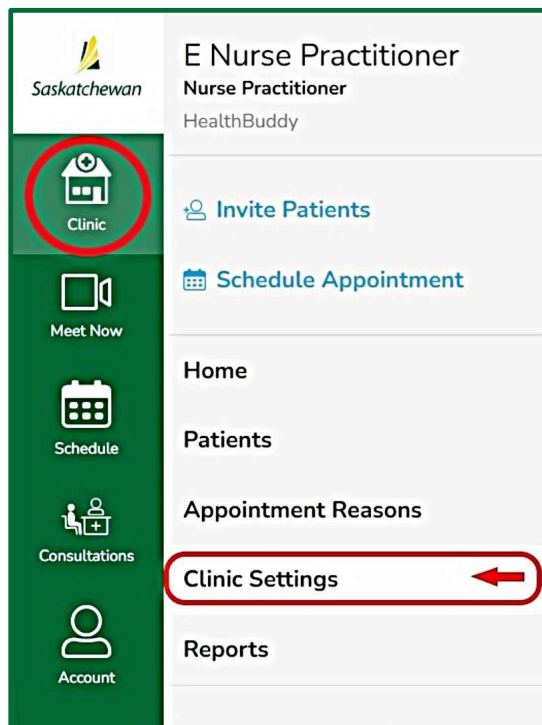 Saskatchewan
Clinic
Meet Now
Schedule
Consultations
Account
E Nurse Practitioner
Nurse Practitioner
HealthBuddy
Invite Patients
Schedule Appointment
Home
Patients
Appointment Reasons
Clinic Settings
Reports